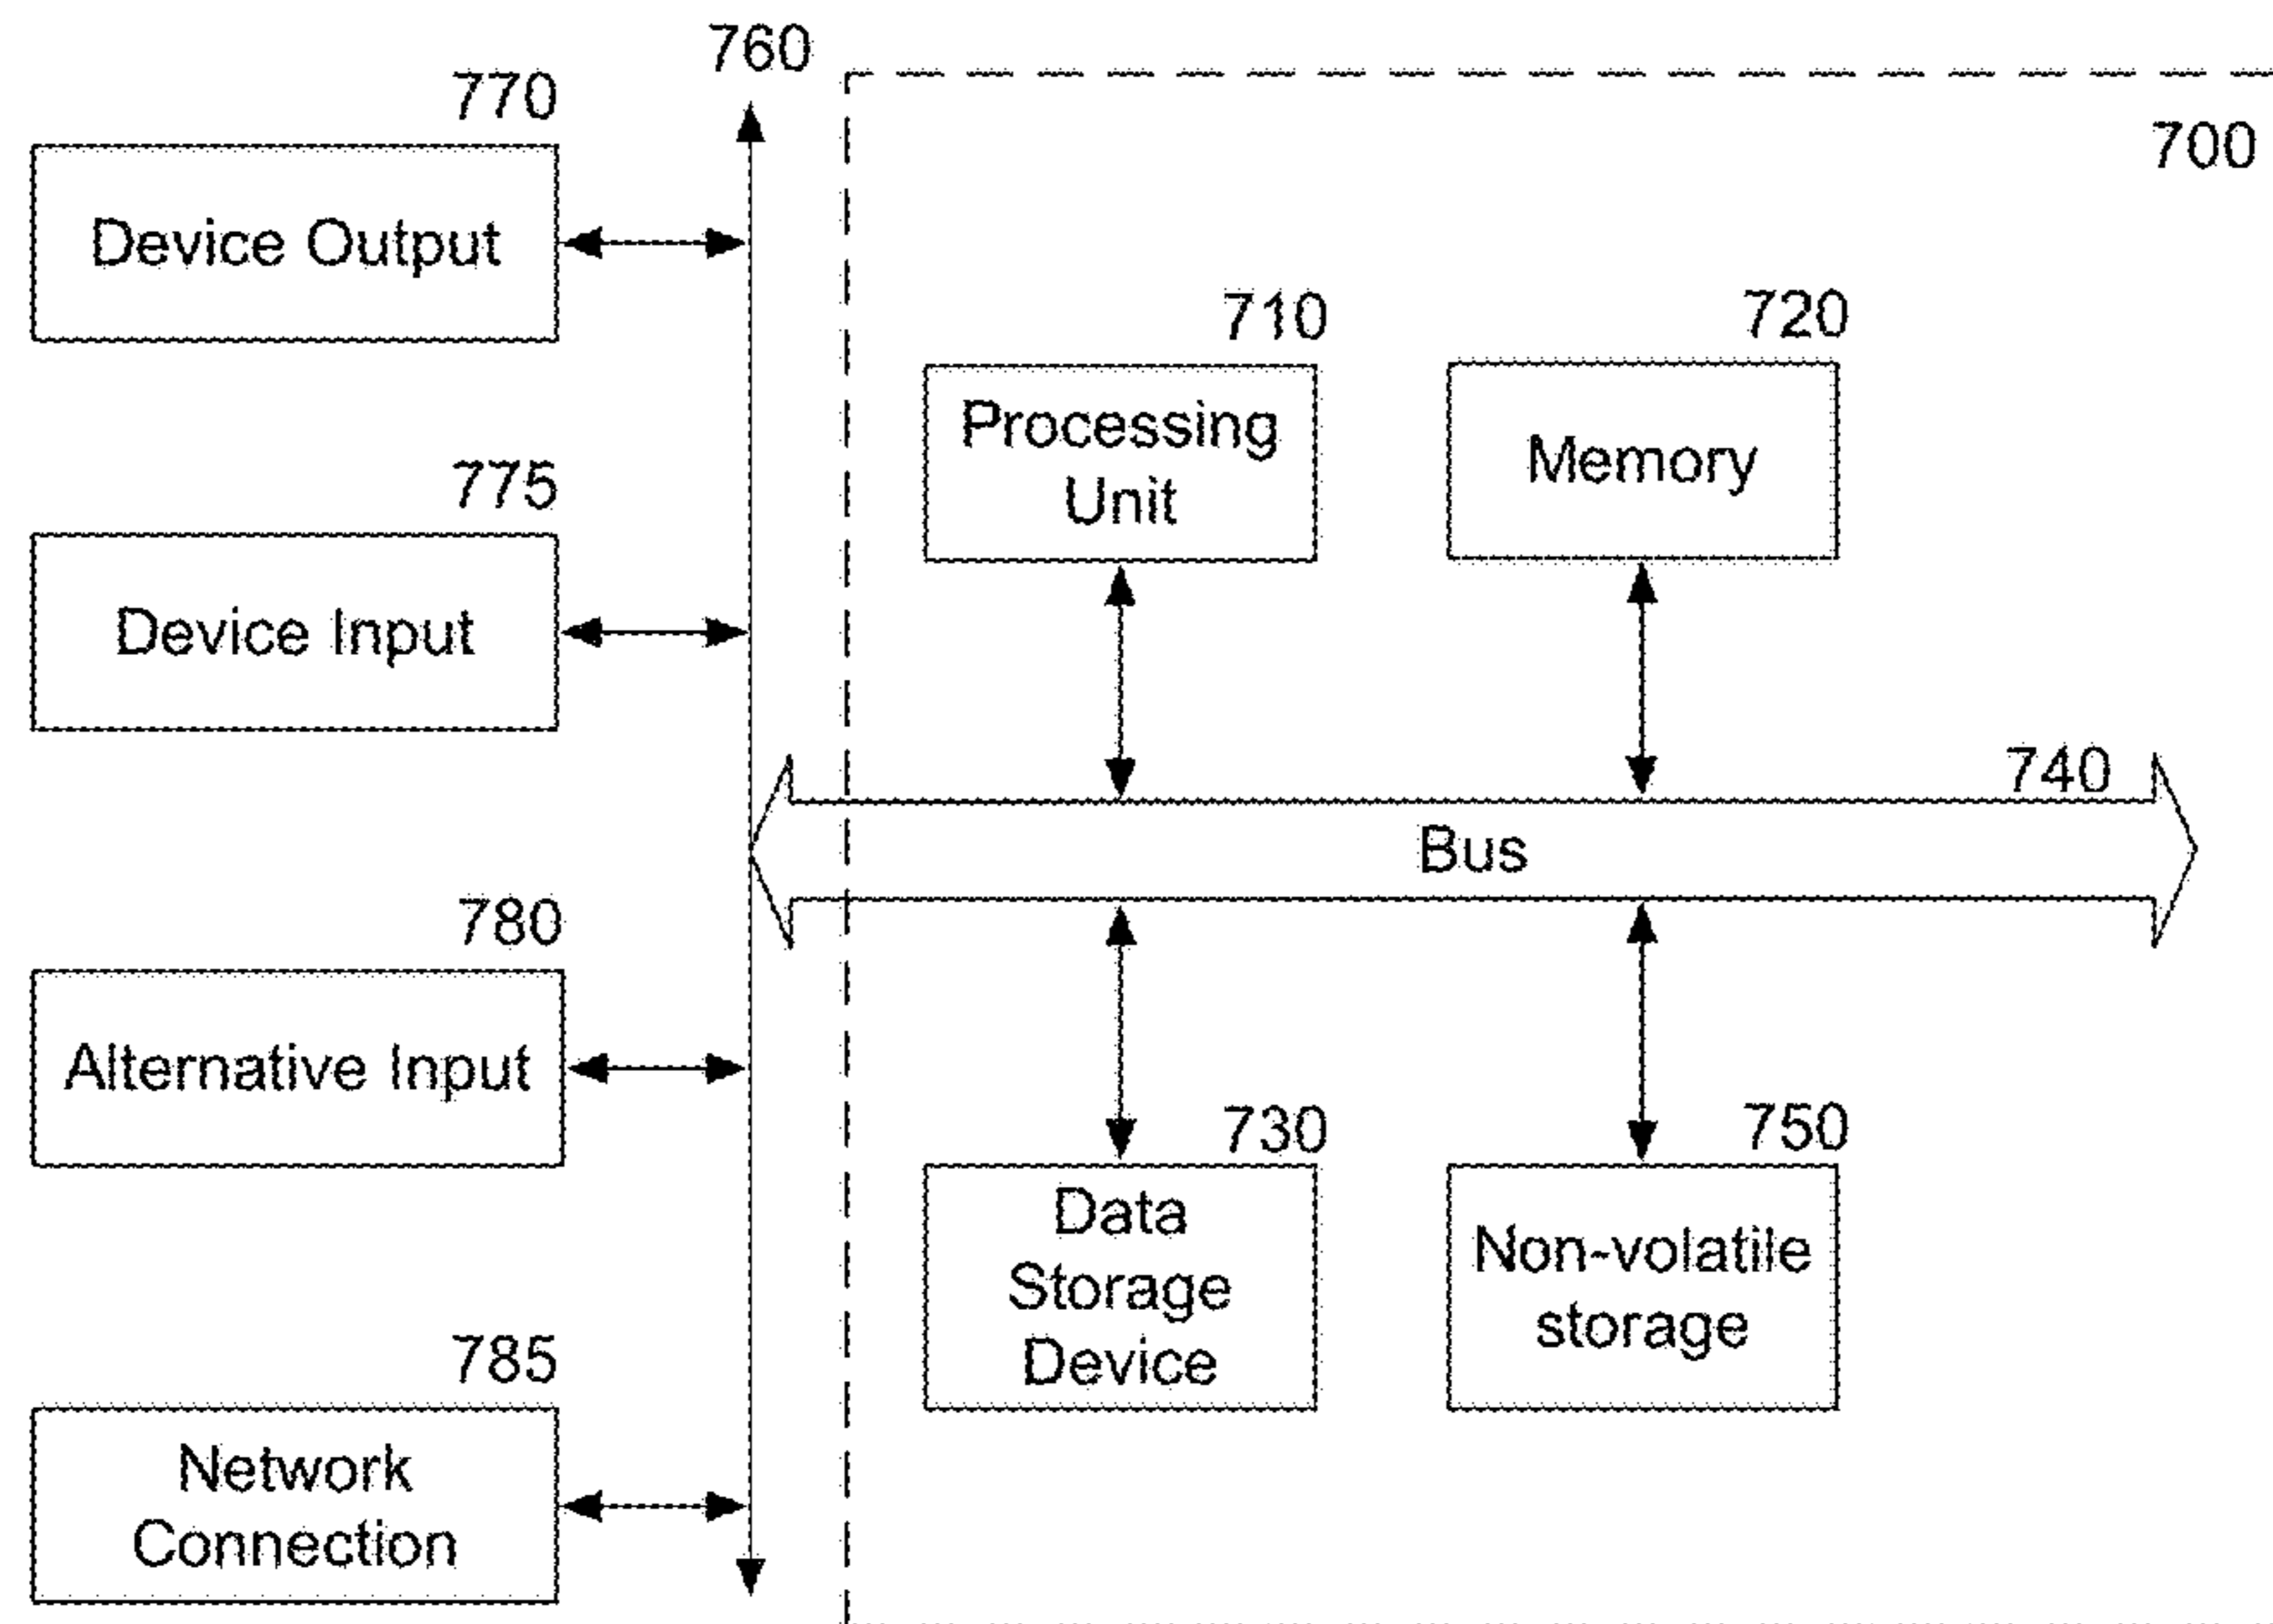 760
770
700
Device Output
710
720
Processing
Unit
Memory
775
Device Input
740
Bus
780
Alternative Input
730
750
Data
Storage
Device
Non-volatile
storage
785
Network
Connection